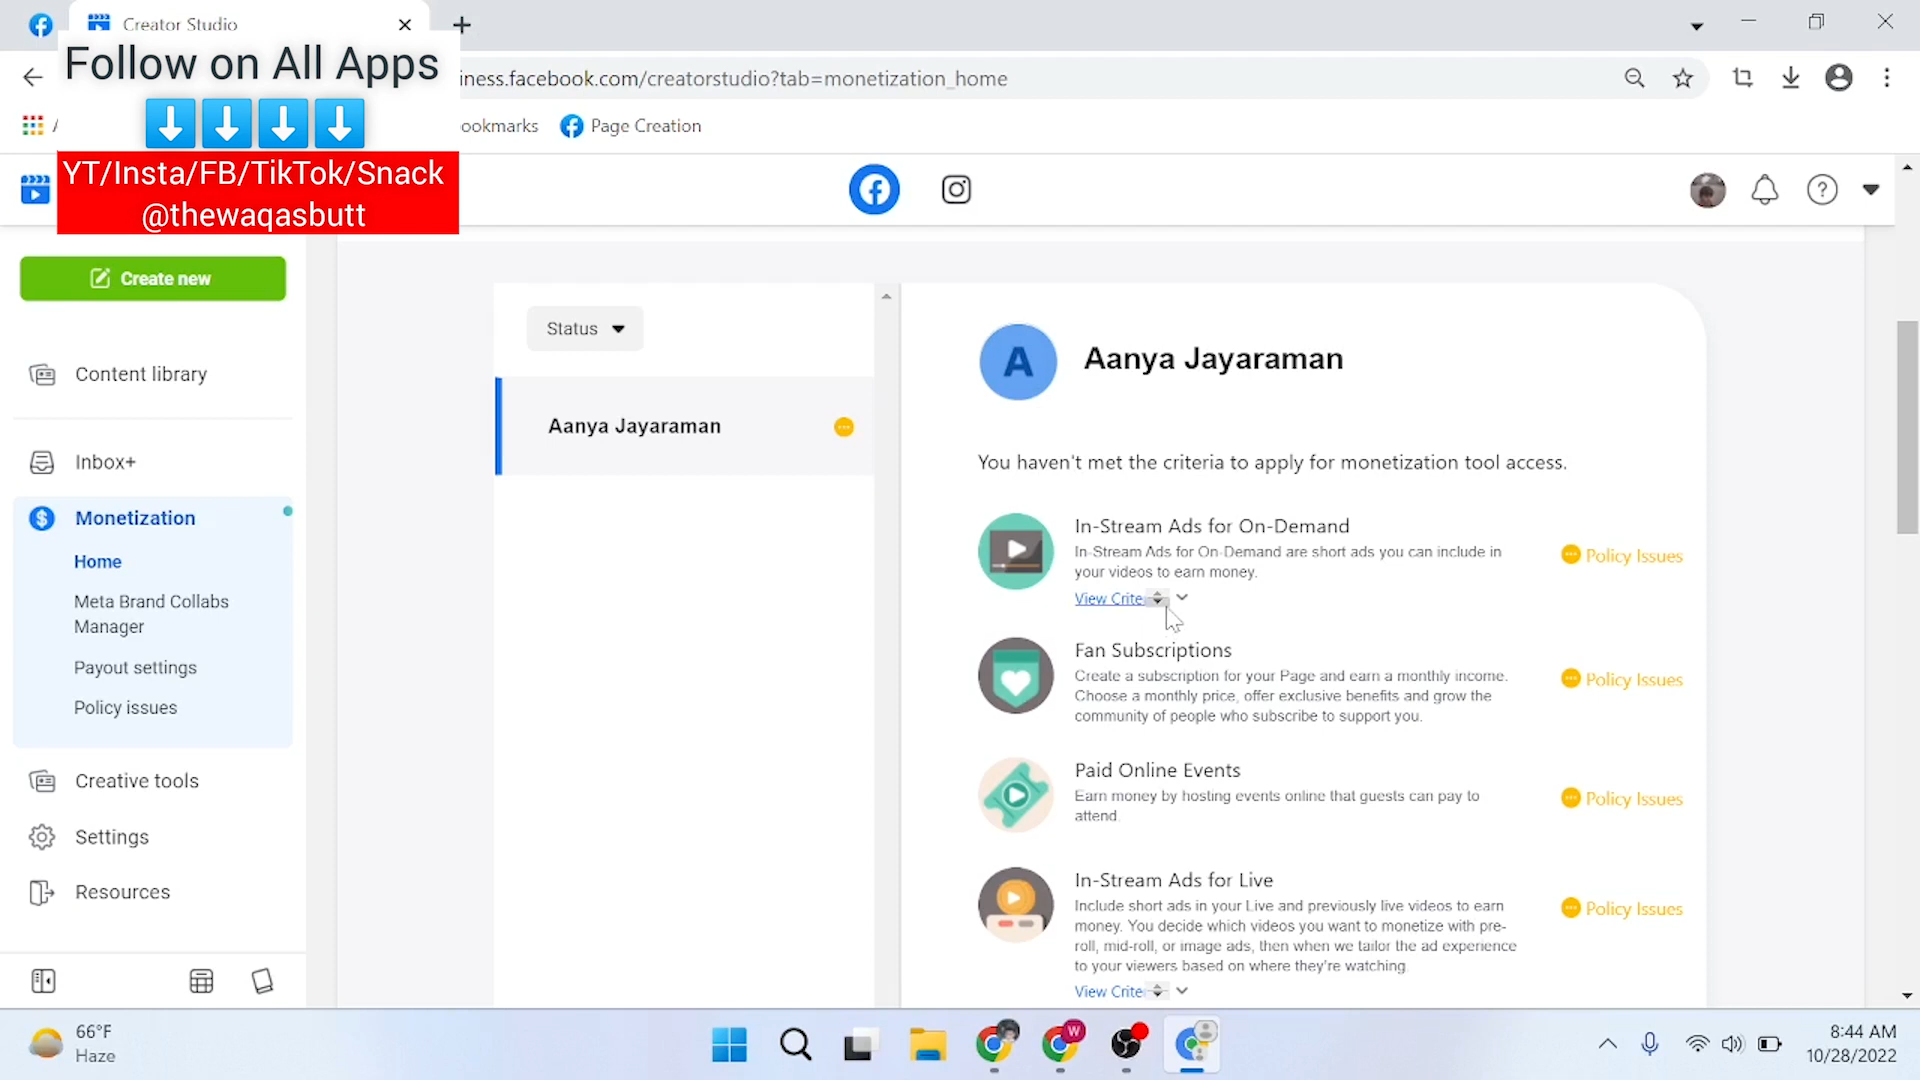 Creator Studio
Follow on All Apps
iness.facebook.com/creatorstudio?tab=monetization_home
ookmarks
Page Creation
YT/Insta/FB/TikTok/Snack
@thewaqasbutt
Create new
Content library
Inbox+
Monetization
Home
Meta Brand Collabs
Manager
Payout settings
Policy issues
Creative tools
Settings
Resources
Status
Aanya Jayaraman
A
Aanya Jayaraman
You haven't met the criteria to apply for monetization tool access.
In-Stream Ads for On-Demand
In-Stream Ads for On-Demand are short ads you can include in
your videos to earn money.
View Crite
Policy Issues
Fan Subscriptions
Create a subscription for your Page and earn a monthly income.
Choose a monthly price, offer exclusive benefits and grow the
community of people who subscribe to support you.
Policy Issues
Paid Online Events
Earn money by hosting events online that guests can pay to
attend.
Policy Issues
In-Stream Ads for Live
Include short ads in your Live and previously live videos to earn
money. You decide which videos you want to monetize with pre-
roll, mid-roll, or image ads, then when we tailor the ad experience
to your viewers based on where they're watching.
View Crite
Policy Issues
66°F
Haze
W
8:44 AM
10/28/2022